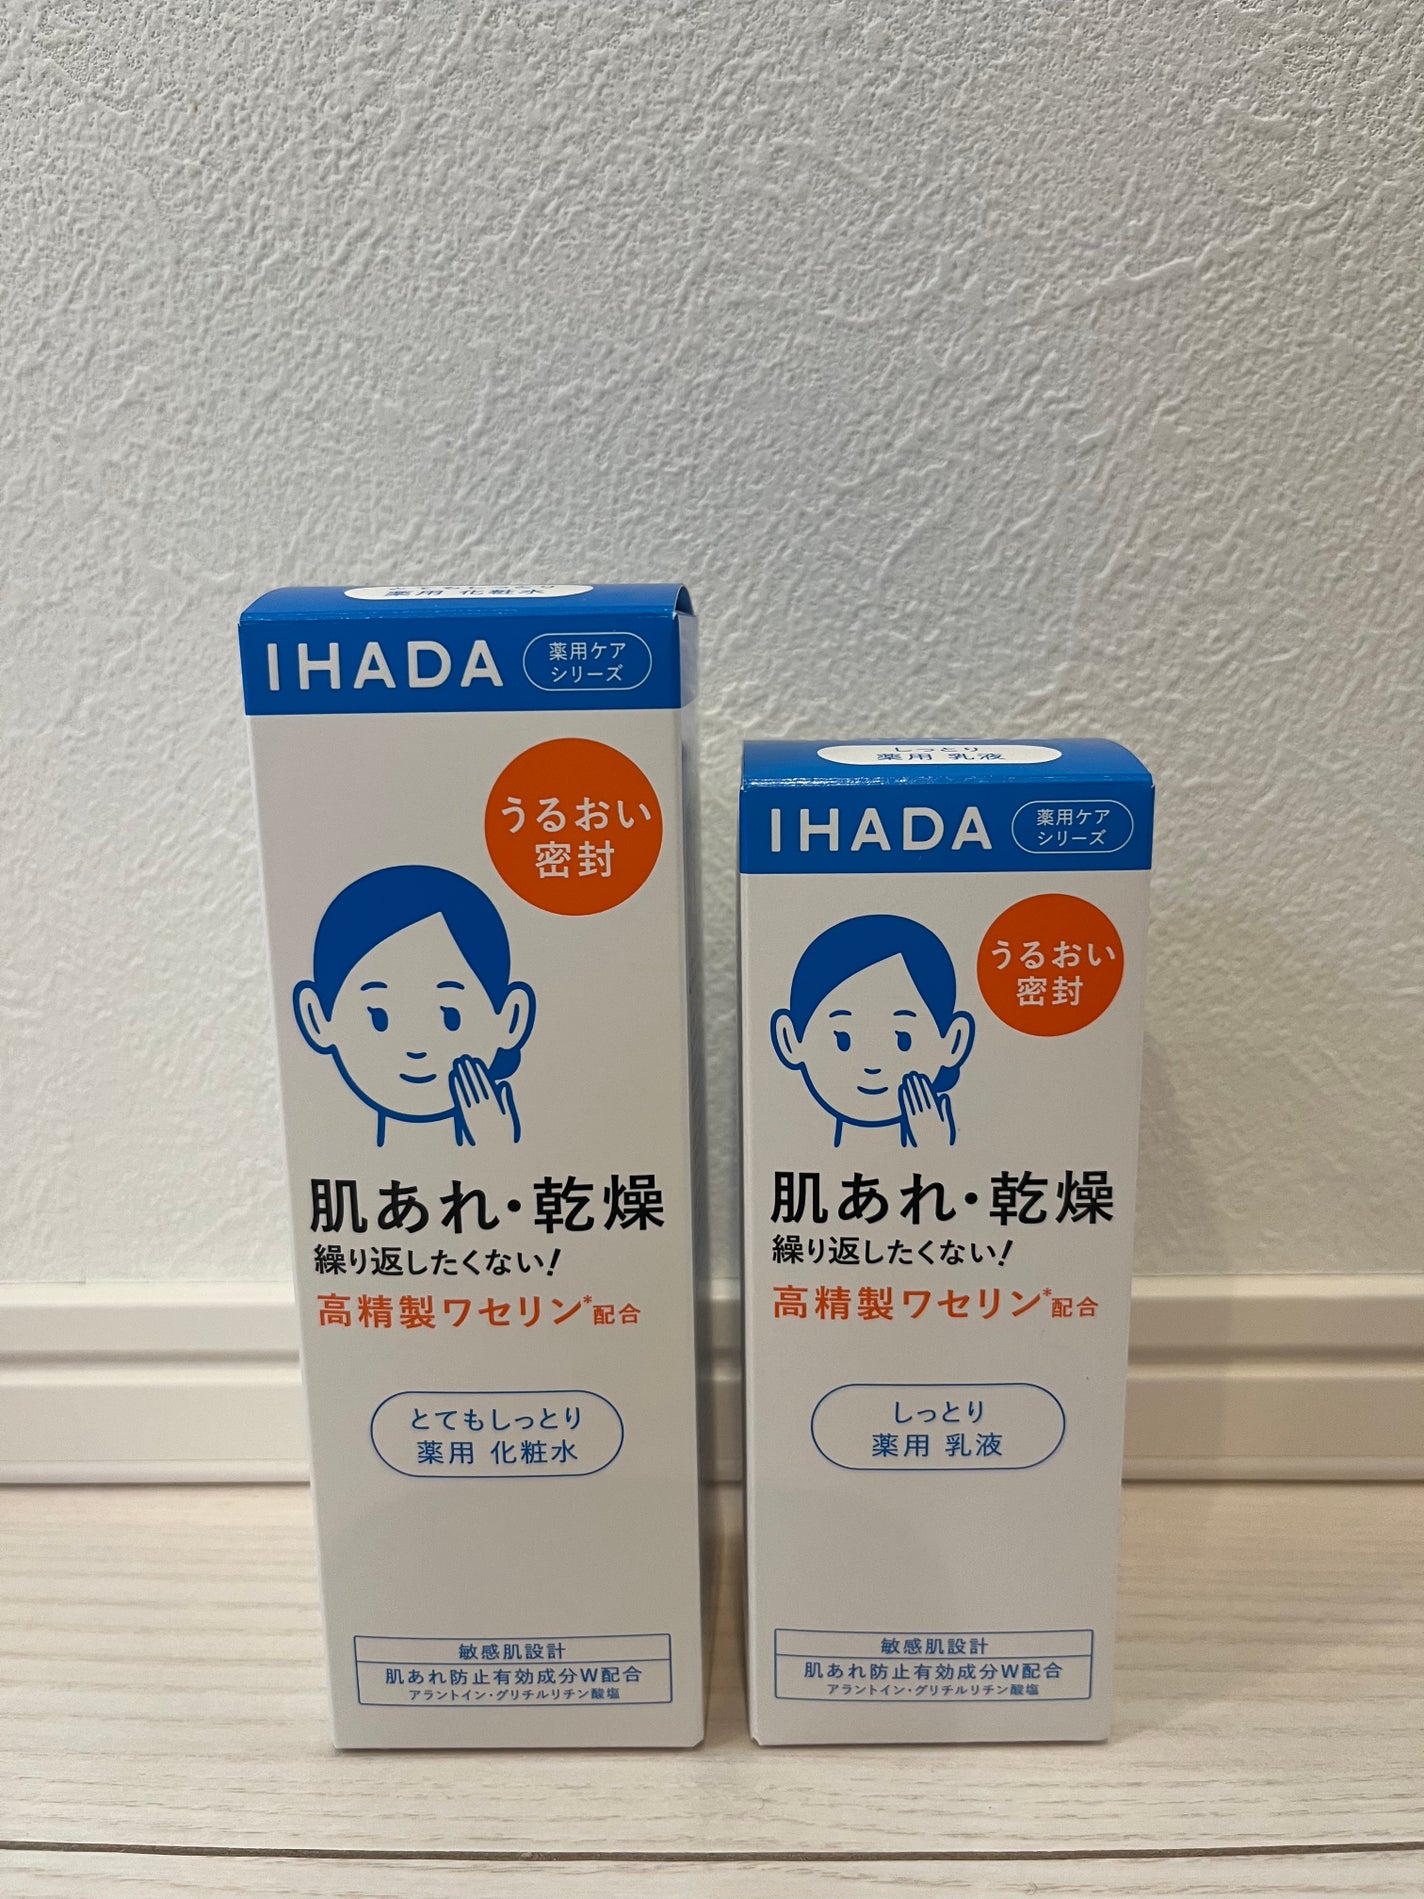 とてもしっとり
薬用 化粧水
IHADA
薬用ケア
シリーズ
うるおい
密封
肌あれ・乾燥
繰り返したくない!
高精製ワセリン*配合
とてもしっとり
薬用 化粧水
敏感肌設計
肌あれ防止有効成分W配合
アラントイン・グリチルリチン酸塩
しっとり
薬用 乳液
IHADA
薬用ケア
シリーズ
うるおい
密封
肌あれ・乾燥
繰り返したくない!
高精製ワセリン*配合
しっとり
薬用 乳液
敏感肌設計
肌あれ防止有効成分W配合
アラントイン・グリチルリチン酸塩